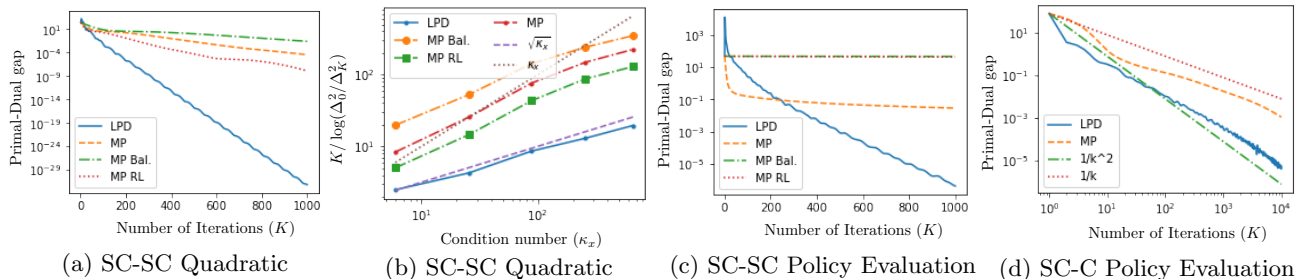 Primal-Dual gap
10^1
10^-4
10^-9
10^-14
10^-19
10^-24
10^-29
LPD
MP
MP Bal.
MP RL
0 200 400 600 800 1000
Number of Iterations (K)
(a) SC-SC Quadratic
K/ log(Δ_0^2/Δ_K^2)
10^2
10^1
LPD
MP Bal.
MP RL
MP
√κ_x
κ_x
10^1 10^2
Condition number (κ_x)
(b) SC-SC Quadratic
Primal-Dual gap
10^3
10^1
10^-1
10^-3
10^-5
LPD
MP
MP Bal.
MP RL
0 200 400 600 800 1000
Number of Iterations (K)
(c) SC-SC Policy Evaluation
Primal-Dual gap
10^1
10^-1
10^-3
10^-5
LPD
MP
1/k^2
1/k
10^0 10^1 10^2 10^3 10^4
Number of Iterations (K)
(d) SC-C Policy Evaluation